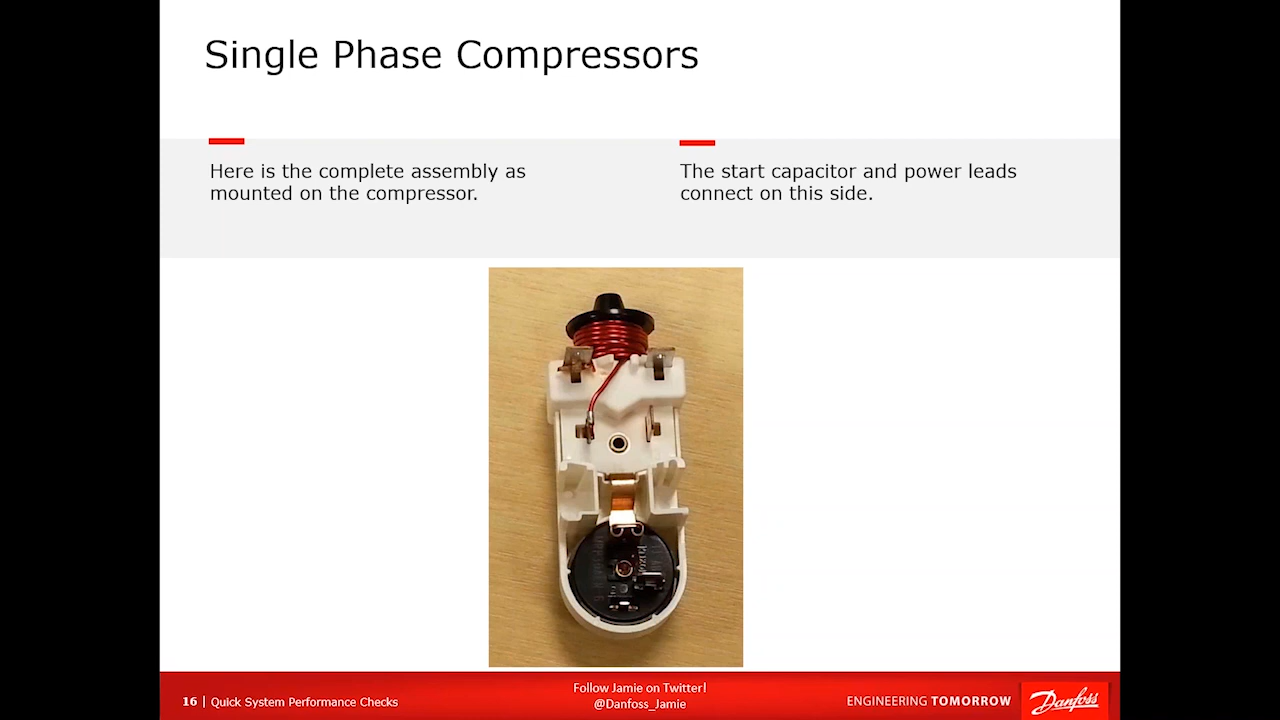 Single Phase Compressors
Here is the complete assembly as
mounted on the compressor.
The start capacitor and power leads
connect on this side.
16 | Quick System Performance Checks
Follow Jamie on Twitter!
@Danfoss_Jamie
ENGINEERING TOMORROW
Danfoss